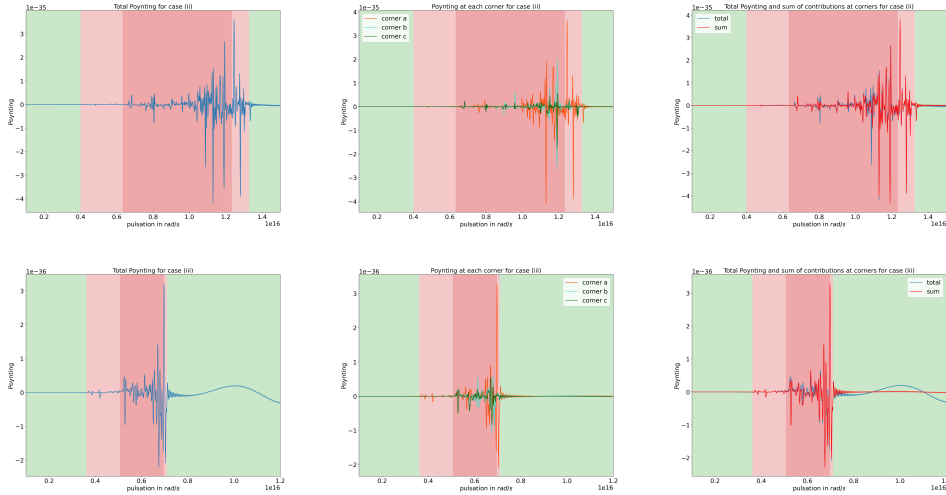 Total Poynting for case (ii)
1e−35
3
2
1
0
−1
−2
−3
−4
Poynting
0.2 0.4 0.6 0.8 1.0 1.2 1.4
1e16
pulsation in rad/s
Poynting at each corner for case (ii)
1e−35
corner a
corner b
corner c
4
3
2
1
0
−1
−2
−3
−4
Poynting
0.2 0.4 0.6 0.8 1.0 1.2 1.4
1e16
pulsation in rad/s
Total Poynting and sum of contributions at corners for case (ii)
1e−35
total
sum
4
3
2
1
0
−1
−2
−3
−4
Poynting
0.2 0.4 0.6 0.8 1.0 1.2 1.4
1e16
pulsation in rad/s
Total Poynting for case (iii)
1e−36
3
2
1
0
−1
−2
Poynting
0.2 0.4 0.6 0.8 1.0 1.2
1e16
pulsation in rad/s
Poynting at each corner for case (iii)
1e−36
corner a
corner b
corner c
3
2
1
0
−1
−2
Poynting
0.2 0.4 0.6 0.8 1.0 1.2
1e16
pulsation in rad/s
Total Poynting and sum of contributions at corners for case (ii)
1e−36
total
sum
3
2
1
0
−1
−2
Poynting
0.2 0.4 0.6 0.8 1.0 1.2
1e16
pulsation in rad/s